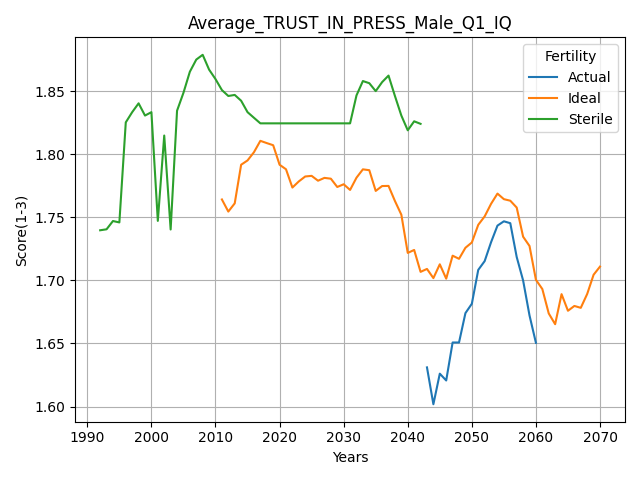 Average_TRUST_IN_PRESS_Male_Q1_IQ
Fertility
Actual
Ideal
Sterile
Score(1-3)
1.85
1.80
1.75
1.70
1.65
1.60
1990 2000 2010 2020 2030 2040 2050 2060 2070
Years